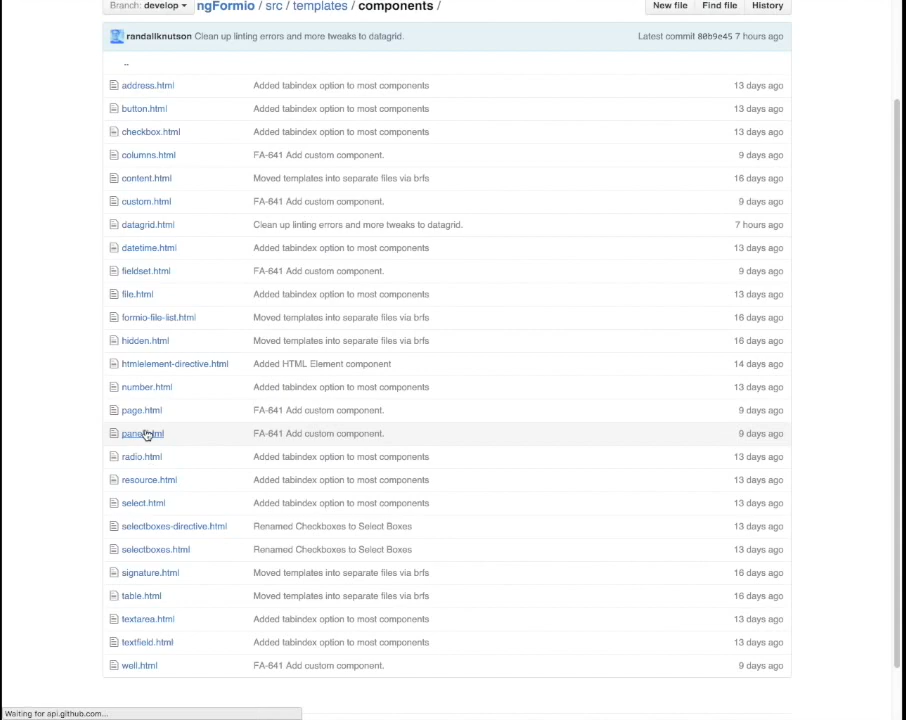 Branch: develop ngFormio / src / templates / components / New file Find file History
randallknutson Clean up linting errors and more tweaks to datagrid. Latest commit 80b9e45 7 hours ago
..
address.html Added tabindex option to most components 13 days ago
button.html Added tabindex option to most components 13 days ago
checkbox.html Added tabindex option to most components 13 days ago
columns.html FA-641 Add custom component. 9 days ago
content.html Moved templates into separate files via brfs 16 days ago
custom.html FA-641 Add custom component. 9 days ago
datagrid.html Clean up linting errors and more tweaks to datagrid. 7 hours ago
datetime.html Added tabindex option to most components 13 days ago
fieldset.html FA-641 Add custom component. 9 days ago
file.html Added tabindex option to most components 13 days ago
formio-file-list.html Moved templates into separate files via brfs 16 days ago
hidden.html Moved templates into separate files via brfs 16 days ago
htmlelement-directive.html Added HTML Element component 14 days ago
number.html Added tabindex option to most components 13 days ago
page.html FA-641 Add custom component. 9 days ago
panel.html FA-641 Add custom component. 9 days ago
radio.html Added tabindex option to most components 13 days ago
resource.html Added tabindex option to most components 13 days ago
select.html Added tabindex option to most components 13 days ago
selectboxes-directive.html Renamed Checkboxes to Select Boxes 13 days ago
selectboxes.html Renamed Checkboxes to Select Boxes 13 days ago
signature.html Moved templates into separate files via brfs 16 days ago
table.html Moved templates into separate files via brfs 16 days ago
textarea.html Added tabindex option to most components 13 days ago
textfield.html Added tabindex option to most components 13 days ago
well.html FA-641 Add custom component. 9 days ago
Waiting for api.github.com...